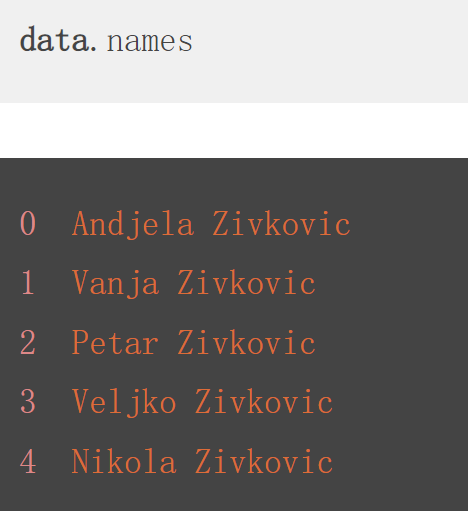 data. names
0 Andjela Zivkovic
1 Vanja Zivkovic
2 Petar Zivkovic
3 Veljko Zivkovic
4 Nikola Zivkovic